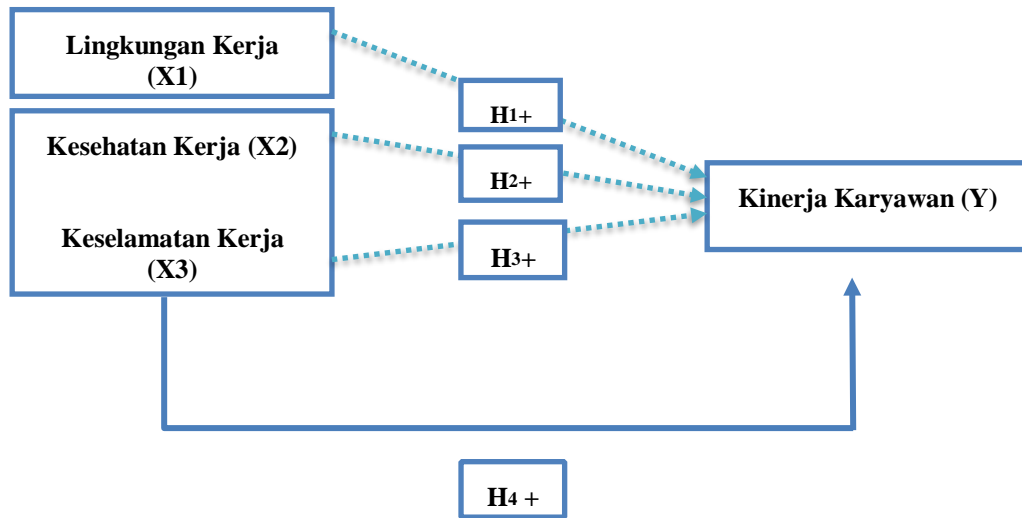 Lingkungan Kerja
(X1)
H1+
Kesehatan Kerja (X2)
H2+
Kinerja Karyawan (Y)
Keselamatan Kerja
(X3)
H3+
H4 +